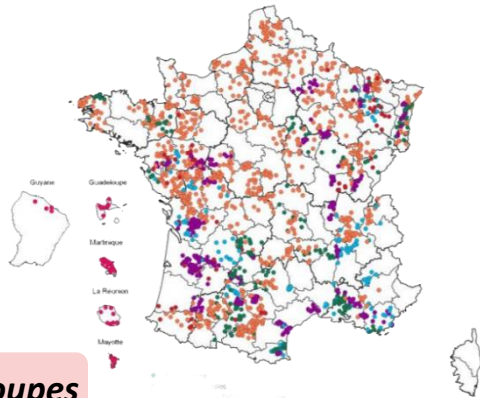 Guyane
Guadeloupe
Martinique
La Réunion
Mayotte
oupes